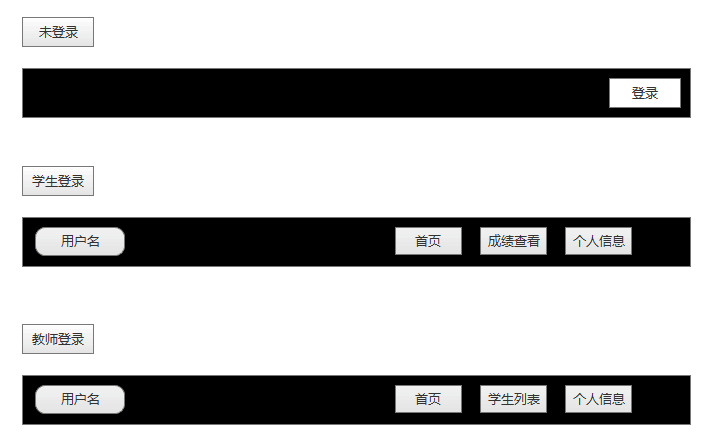 未登录
登录
学生登录
用户名 首页 成绩查看 个人信息
教师登录
用户名 首页 学生列表 个人信息